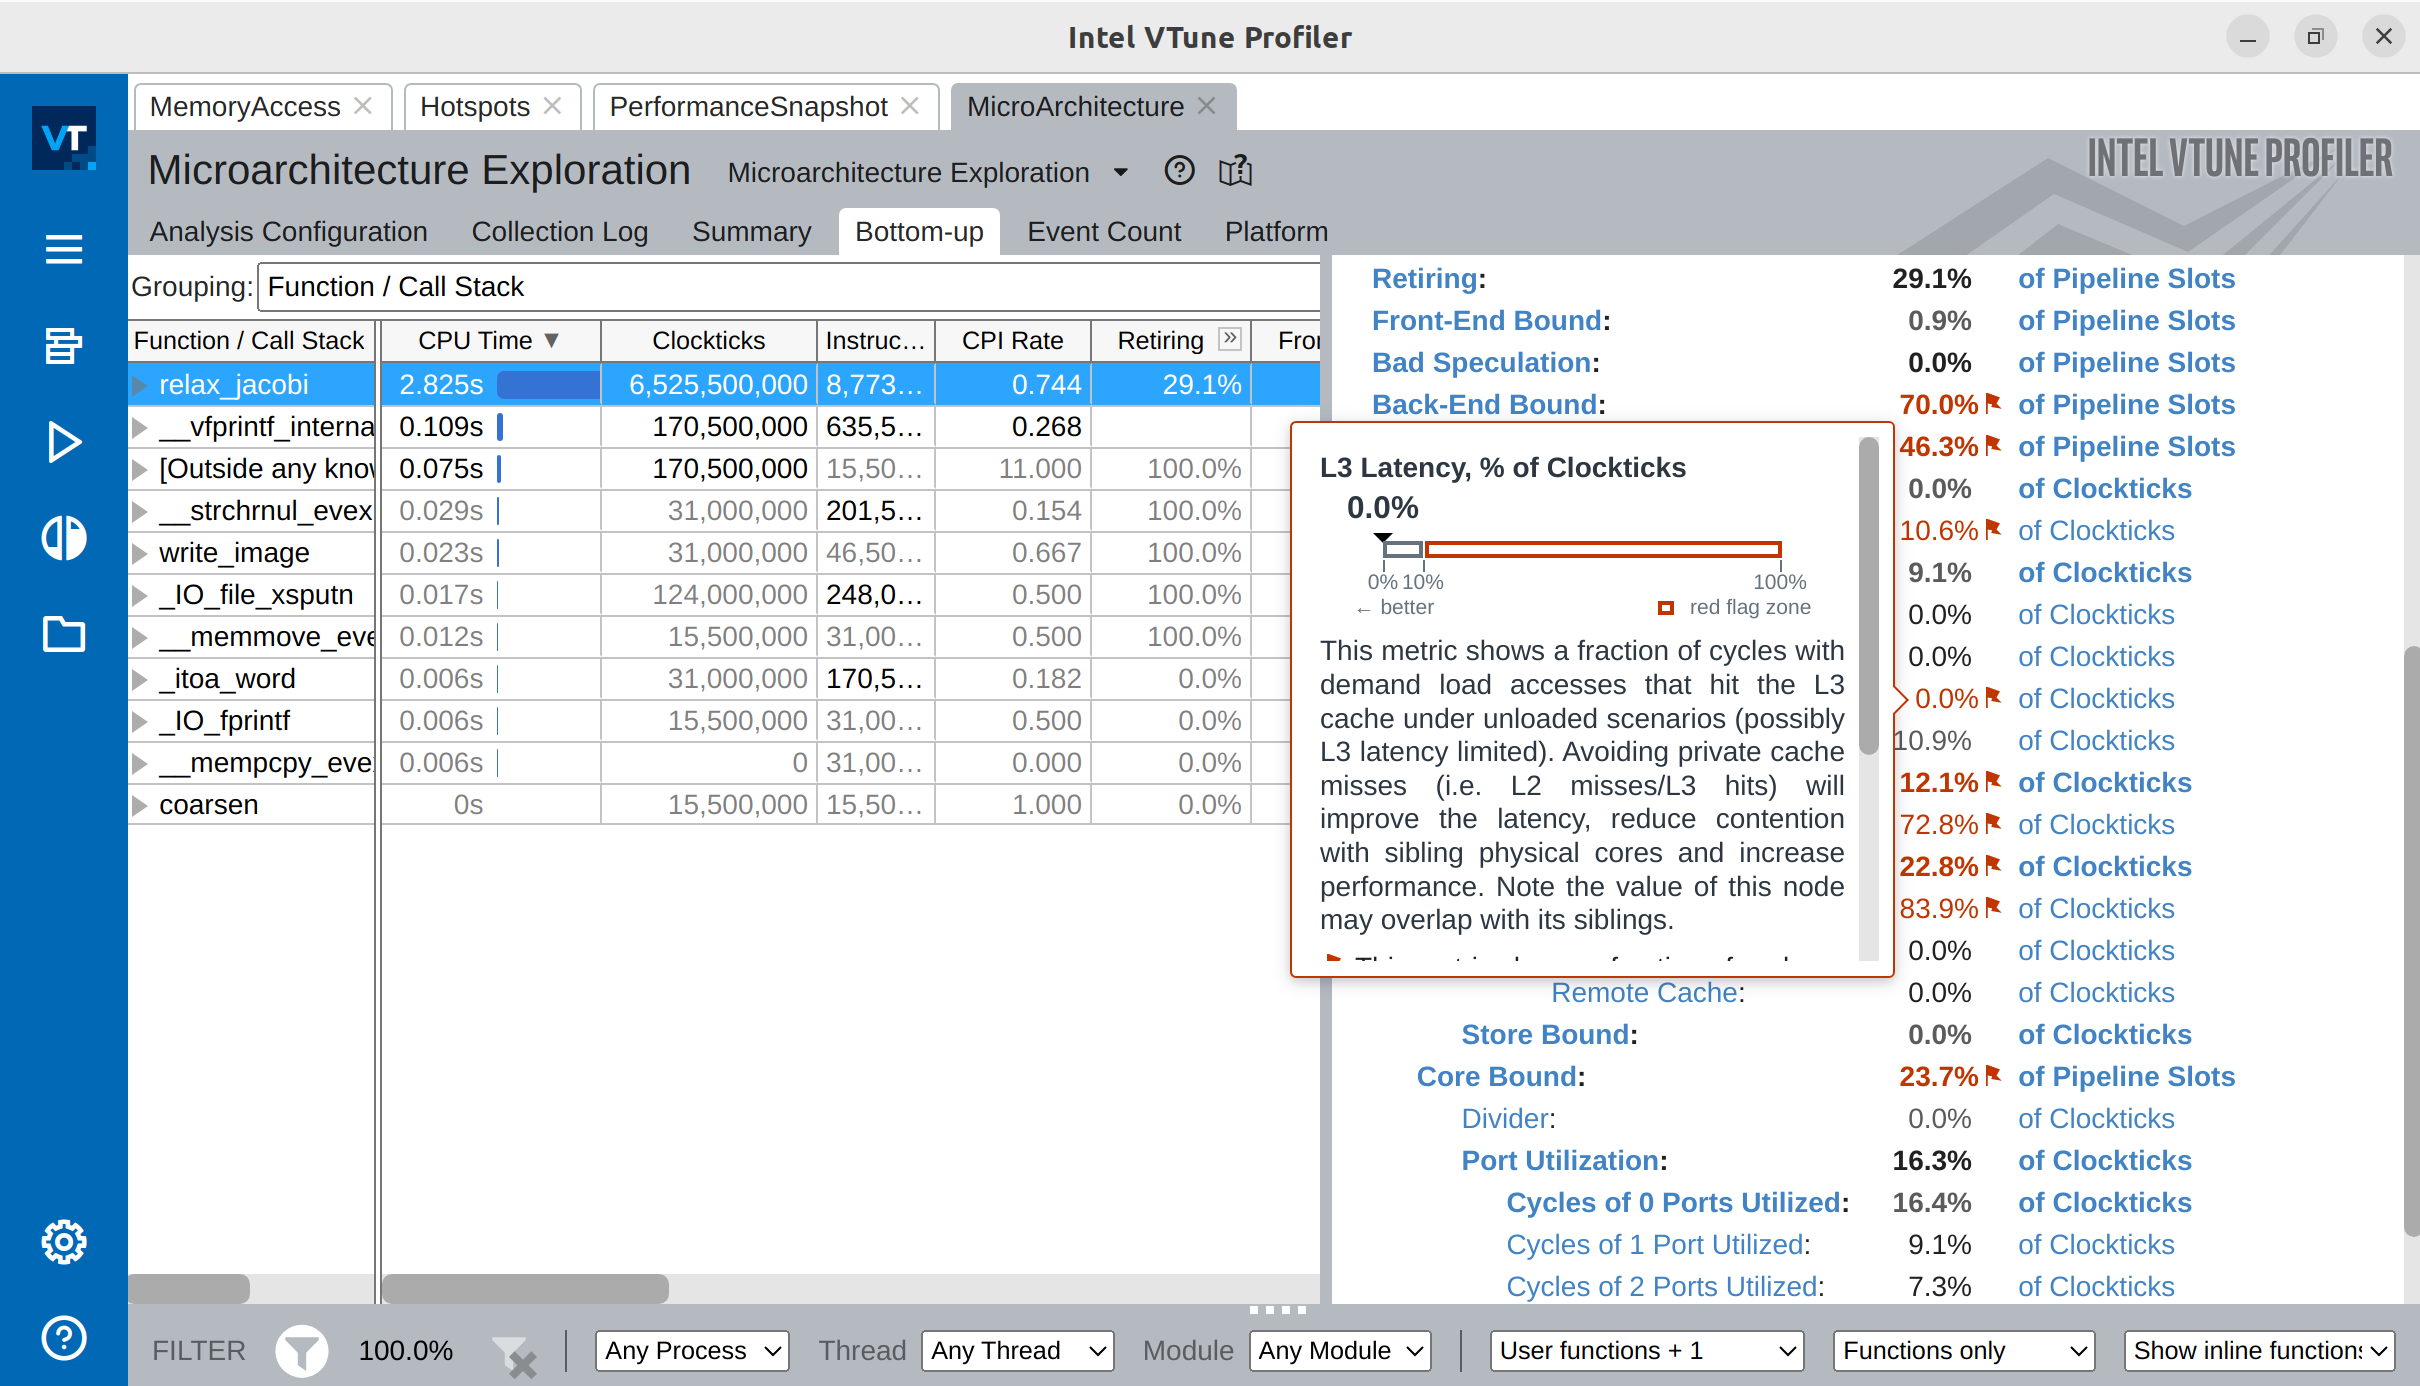 Intel VTune Profiler
MemoryAccess
Hotspots
PerformanceSnapshot
MicroArchitecture
VT
Microarchitecture Exploration
Microarchitecture Exploration
INTEL VTUNE PROFILER
Analysis Configuration
Collection Log
Summary
Bottom-up
Event Count
Platform
Grouping:
Function / Call Stack
Function / Call Stack CPU Time ▼ Clockticks Instruc… CPI Rate Retiring »
relax_jacobi 2.825s 6,525,500,000 8,773… 0.744 29.1%
__vfprintf_interna 0.109s 170,500,000 635,5… 0.268
[Outside any know 0.075s 170,500,000 15,50… 11.000 100.0%
__strchrnul_evex 0.029s 31,000,000 201,5… 0.154 100.0%
write_image 0.023s 31,000,000 46,50… 0.667 100.0%
_IO_file_xsputn 0.017s 124,000,000 248,0… 0.500 100.0%
__memmove_eve 0.012s 15,500,000 31,00… 0.500 100.0%
_itoa_word 0.006s 31,000,000 170,5… 0.182 0.0%
_IO_fprintf 0.006s 15,500,000 31,00… 0.500 0.0%
__mempcpy_eve 0.006s 0 31,00… 0.000 0.0%
coarsen 0s 15,500,000 15,50… 1.000 0.0%
Retiring: 29.1% of Pipeline Slots
Front-End Bound: 0.9% of Pipeline Slots
Bad Speculation: 0.0% of Pipeline Slots
Back-End Bound: 70.0% of Pipeline Slots
46.3% of Pipeline Slots
0.0% of Clockticks
10.6% of Clockticks
9.1% of Clockticks
0.0% of Clockticks
0.0% of Clockticks
0.0% of Clockticks
10.9% of Clockticks
12.1% of Clockticks
72.8% of Clockticks
22.8% of Clockticks
83.9% of Clockticks
0.0% of Clockticks
Remote Cache: 0.0% of Clockticks
Store Bound: 0.0% of Clockticks
Core Bound: 23.7% of Pipeline Slots
Divider: 0.0% of Clockticks
Port Utilization: 16.3% of Clockticks
Cycles of 0 Ports Utilized: 16.4% of Clockticks
Cycles of 1 Port Utilized: 9.1% of Clockticks
Cycles of 2 Ports Utilized: 7.3% of Clockticks
L3 Latency, % of Clockticks
0.0%
0% 10% 100%
← better red flag zone
This metric shows a fraction of cycles with
demand load accesses that hit the L3
cache under unloaded scenarios (possibly
L3 latency limited). Avoiding private cache
misses (i.e. L2 misses/L3 hits) will
improve the latency, reduce contention
with sibling physical cores and increase
performance. Note the value of this node
may overlap with its siblings.
FILTER 100.0% Any Process Thread Any Thread Module Any Module User functions + 1 Functions only Show inline functions